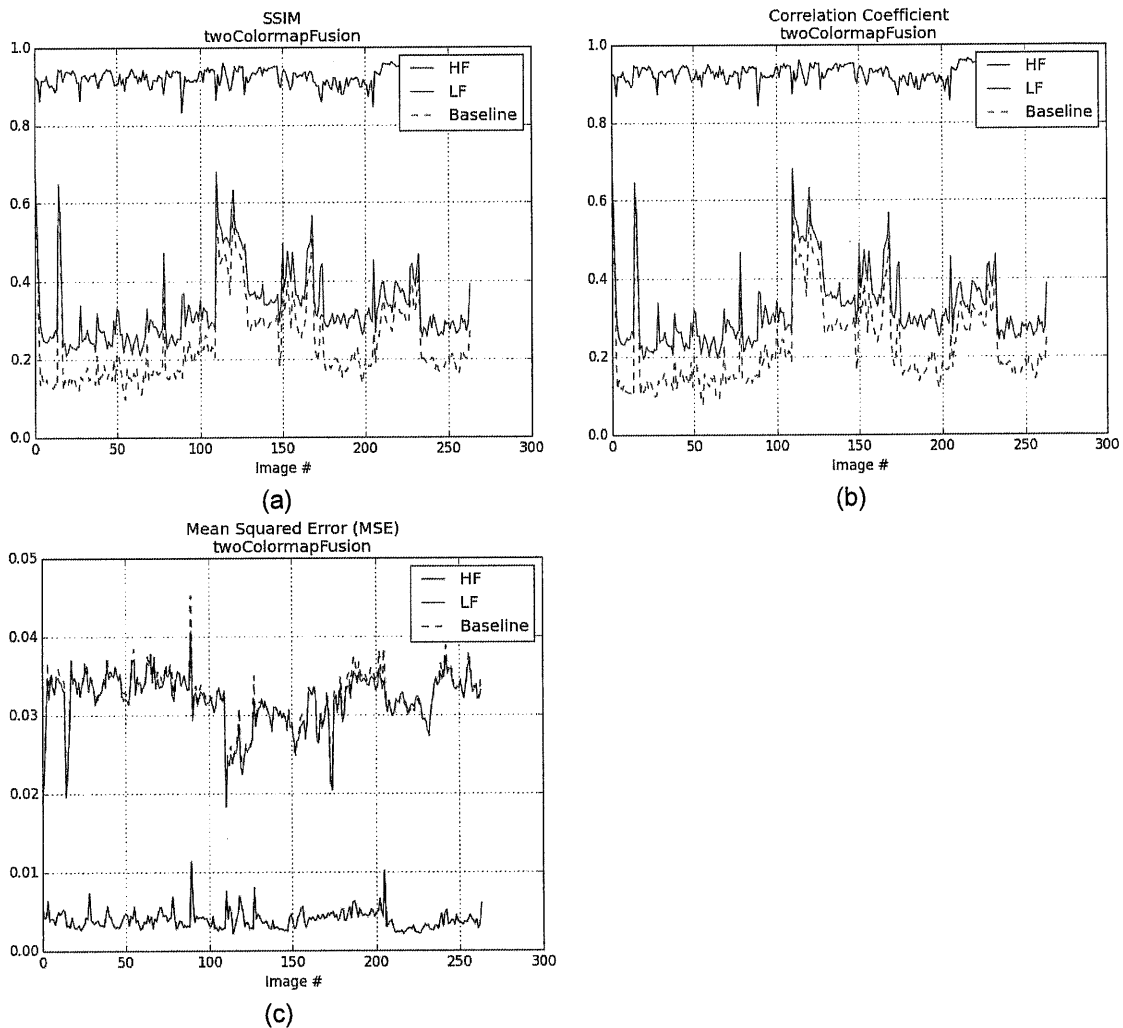 SSIM
twoColormapFusion
1.0
0.8
0.6
0.4
0.2
0.0
HF
LF
Baseline
0
50
100
150
200
250
300
Image #
(a)
Correlation Coefficient
twoColormapFusion
1.0
0.8
0.6
0.4
0.2
0.0
HF
LF
Baseline
0
50
100
150
200
250
300
Image #
(b)
Mean Squared Error (MSE)
twoColormapFusion
0.05
0.04
0.03
0.02
0.01
0.00
HF
LF
Baseline
0
50
100
150
200
250
300
Image #
(c)